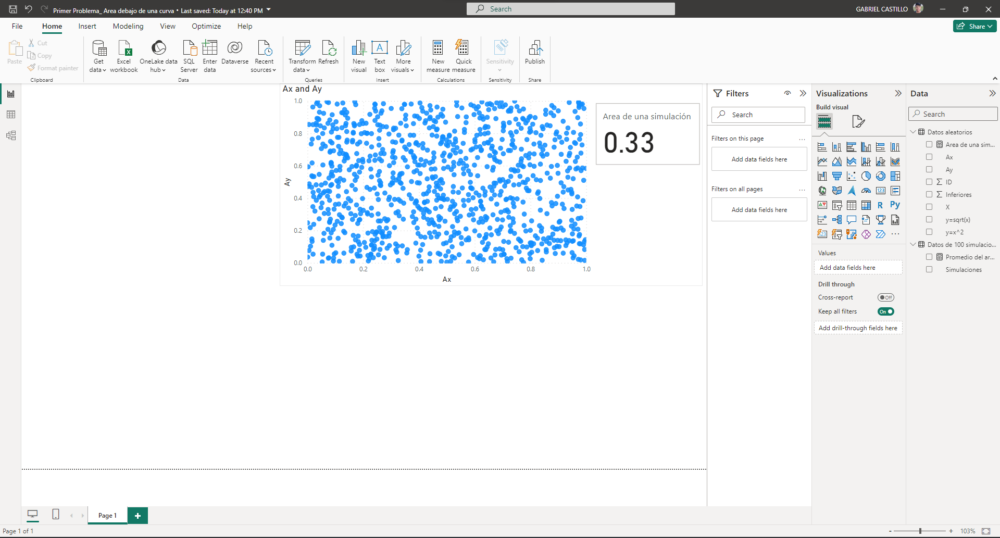 Primer Problema_ Area debajo de una curva • Last saved: Today at 12:40 PM
Search
GABRIEL CASTILLO
File
Home
Insert
Modeling
View
Optimize
Help
Share
Paste
Cut
Copy
Format painter
Clipboard
Get data
Excel workbook
OneLake data hub
SQL Server
Enter data
Dataverse
Recent sources
Data
Transform data
Refresh
Queries
New visual
Text box
More visuals
Insert
New measure
Quick measure
Calculations
Sensitivity
Sensitivity
Publish
Share
Ax and Ay
1.0
0.8
0.6
0.4
0.2
0.0
Ay
0.0
0.2
0.4
0.6
0.8
1.0
Ax
Area de una simulación
0.33
Filters
Search
Filters on this page
...
Add data fields here
Filters on all pages
...
Add data fields here
Visualizations
Build visual
R
Py
123
123
...
Values
Add data fields here
Drill through
Cross-report
Off
Keep all filters
On
Add drill-through fields here
Data
Search
Datos aleatorios
Area de una sim...
Ax
Ay
∑ ID
∑ Inferiores
X
y=sqrt(x)
y=x^2
Datos de 100 simulacio...
Promedio del ar...
Simulaciones
Page 1
+
Page 1 of 1
-
+
103%